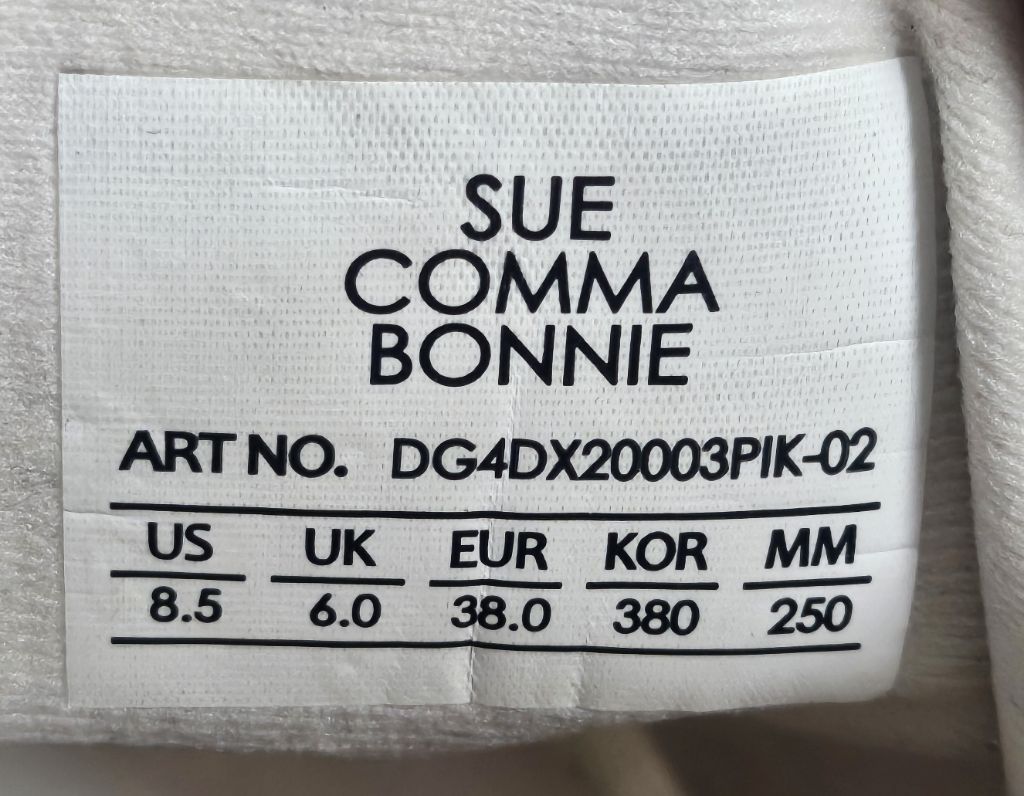 SUE
COMMA
BONNIE
ART NO. DG4DX20003PIK-02
US UK EUR KOR MM
8.5 6.0 38.0 380 250